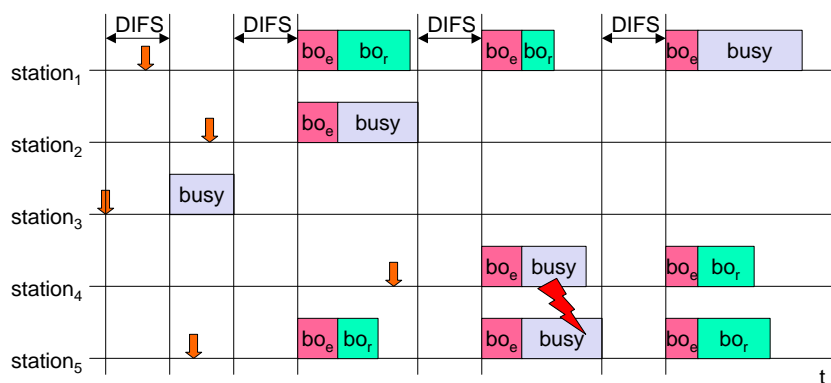 DIFS DIFS DIFS DIFS
station₁ boₑ boᵣ boₑ boᵣ boₑ busy
station₂ boₑ busy
station₃ busy
station₄ boₑ busy boₑ boᵣ
station₅ boₑ boᵣ boₑ busy boₑ boᵣ
t